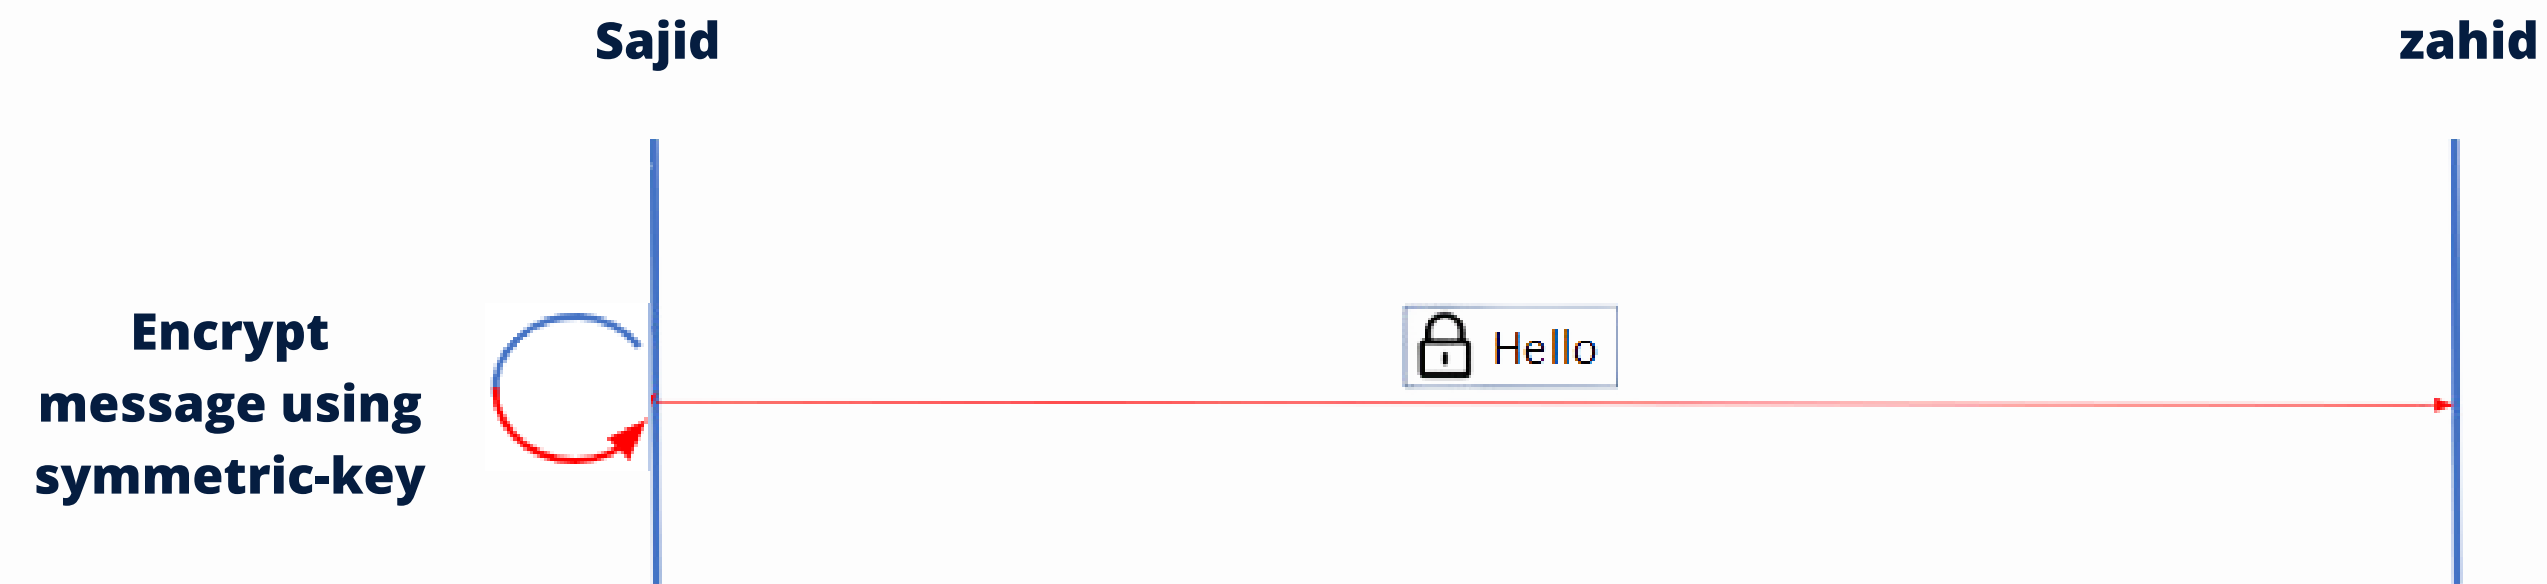 Sajid
zahid
Encrypt
message using
symmetric-key
Hello